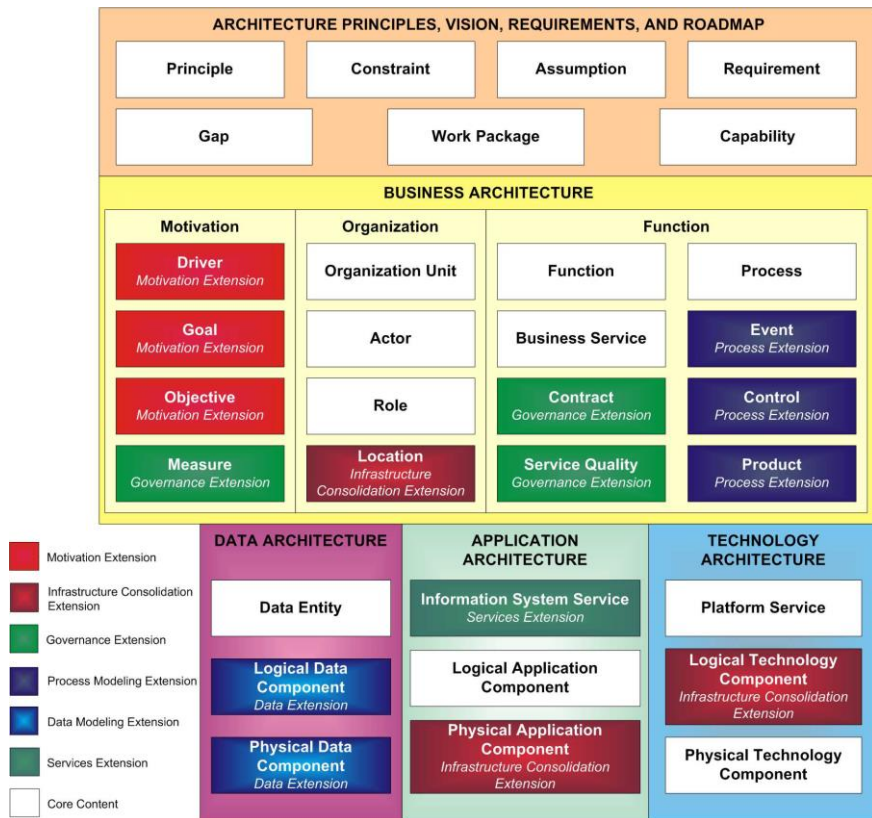 ARCHITECTURE PRINCIPLES, VISION, REQUIREMENTS, AND ROADMAP
Principle
Constraint
Assumption
Requirement
Gap
Work Package
Capability
BUSINESS ARCHITECTURE
Motivation
Driver
Motivation Extension
Goal
Motivation Extension
Objective
Motivation Extension
Measure
Governance Extension
Organization
Organization Unit
Actor
Role
Location
Infrastructure
Consolidation Extension
Function
Function
Business Service
Contract
Governance Extension
Service Quality
Governance Extension
Process
Event
Process Extension
Control
Process Extension
Product
Process Extension
Motivation Extension
Infrastructure Consolidation
Extension
Governance Extension
Process Modeling Extension
Data Modeling Extension
Services Extension
Core Content
DATA ARCHITECTURE
Data Entity
Logical Data
Component
Data Extension
Physical Data
Component
Data Extension
APPLICATION
ARCHITECTURE
Information System Service
Services Extension
Logical Application
Component
Physical Application
Component
Infrastructure Consolidation
Extension
TECHNOLOGY
ARCHITECTURE
Platform Service
Logical Technology
Component
Infrastructure Consolidation
Extension
Physical Technology
Component